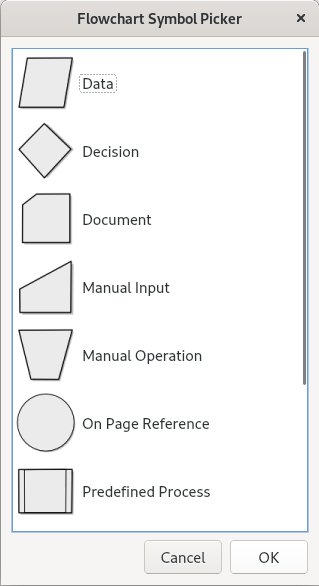 Flowchart Symbol Picker
Data
Decision
Document
Manual Input
Manual Operation
On Page Reference
Predefined Process
Cancel
OK